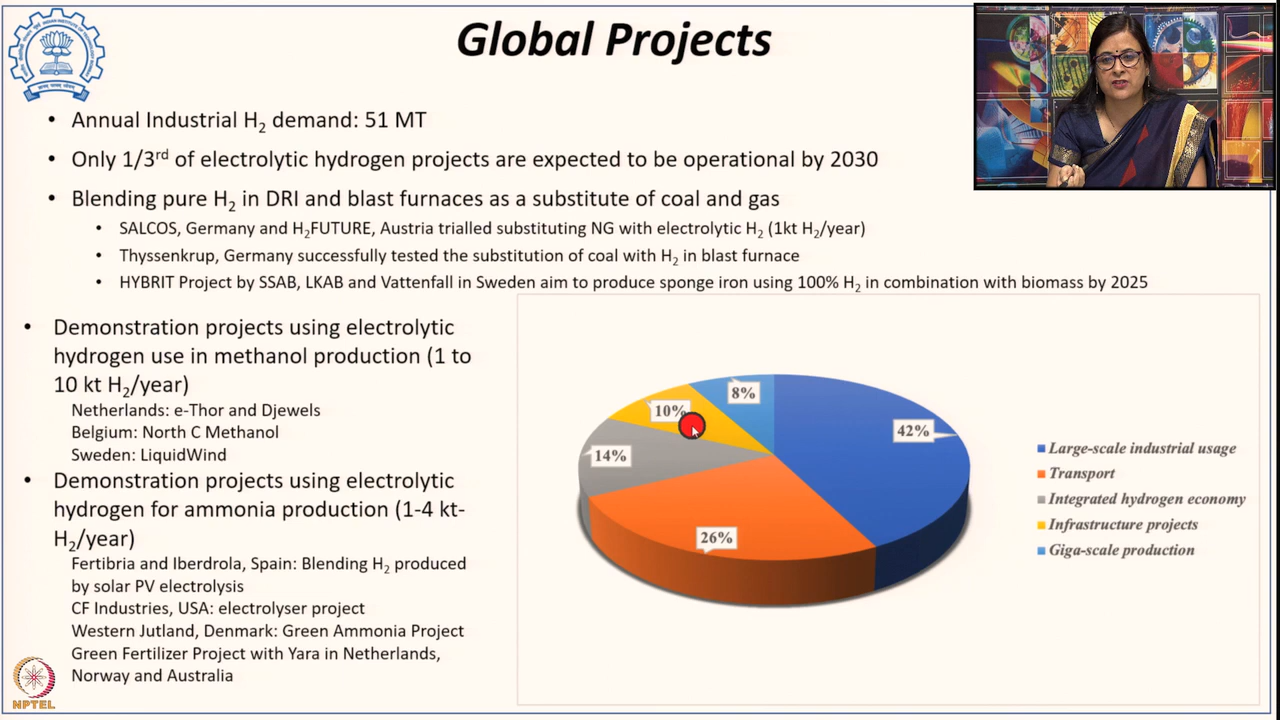 Global Projects
• Annual Industrial H₂ demand: 51 MT
• Only 1/3ʳᵈ of electrolytic hydrogen projects are expected to be operational by 2030
• Blending pure H₂ in DRI and blast furnaces as a substitute of coal and gas
• SALCOS, Germany and H₂FUTURE, Austria trialled substituting NG with electrolytic H₂ (1kt H₂/year)
• Thyssenkrup, Germany successfully tested the substitution of coal with H₂ in blast furnace
• HYBRIT Project by SSAB, LKAB and Vattenfall in Sweden aim to produce sponge iron using 100% H₂ in combination with biomass by 2025
• Demonstration projects using electrolytic
hydrogen use in methanol production (1 to
10 kt H₂/year)
Netherlands: e-Thor and Djewels
Belgium: North C Methanol
Sweden: LiquidWind
• Demonstration projects using electrolytic
hydrogen for ammonia production (1-4 kt-
H₂/year)
Fertibria and Iberdrola, Spain: Blending H₂ produced
by solar PV electrolysis
CF Industries, USA: electrolyser project
Western Jutland, Denmark: Green Ammonia Project
Green Fertilizer Project with Yara in Netherlands,
Norway and Australia
8%
10%
42%
14%
26%
Large-scale industrial usage
Transport
Integrated hydrogen economy
Infrastructure projects
Giga-scale production
NPTEL